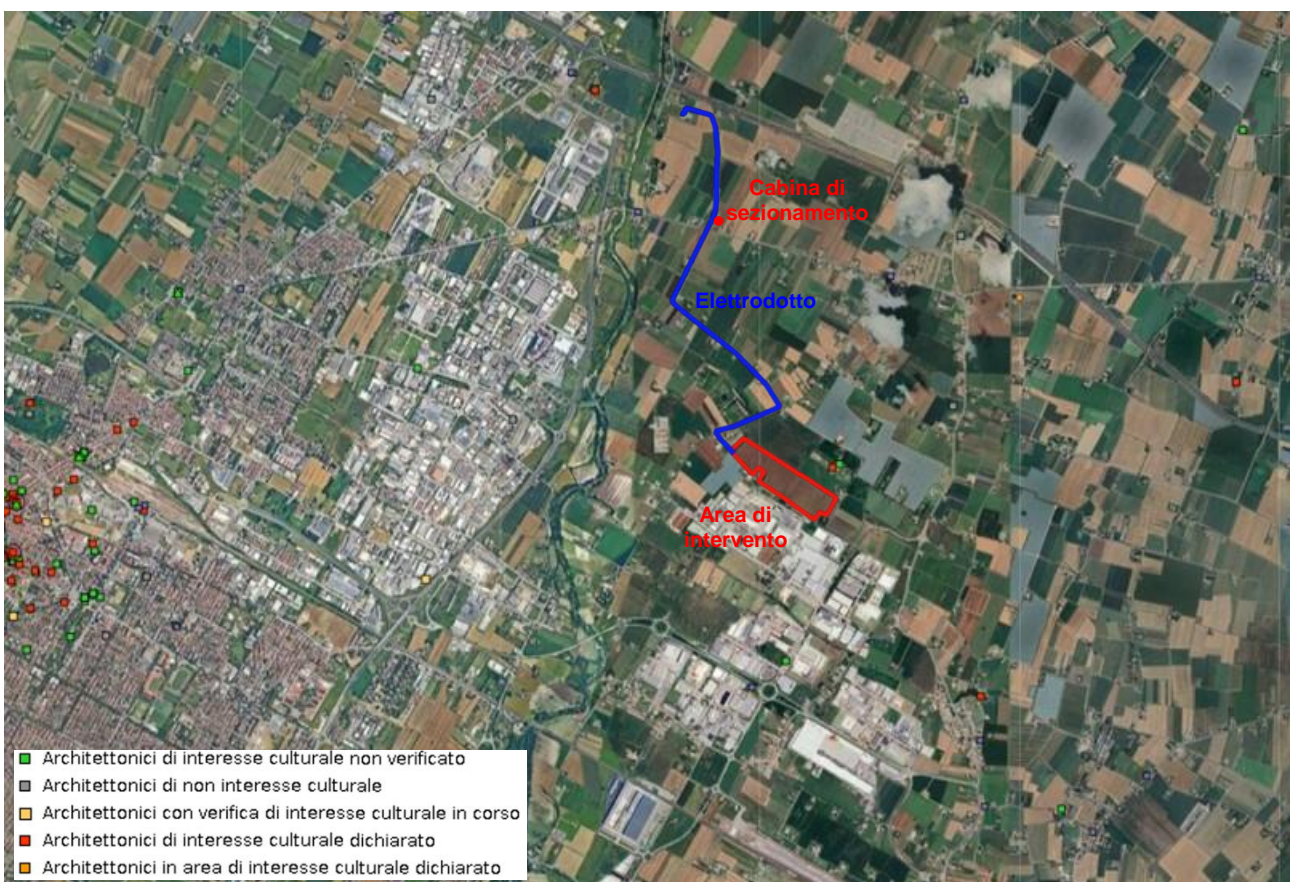 Cabina di
sezionamento
Elettrodotto
Area di
intervento
Architettonici di interesse culturale non verificato
Architettonici di non interesse culturale
Architettonici con verifica di interesse culturale in corso
Architettonici di interesse culturale dichiarato
Architettonici in area di interesse culturale dichiarato